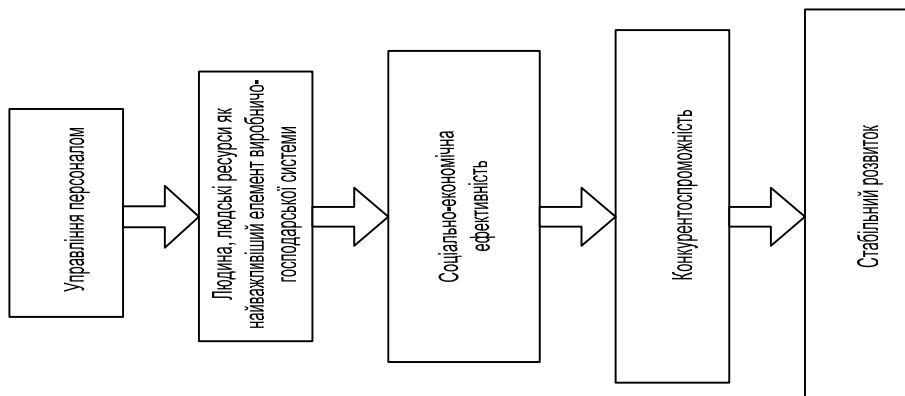 Управління персоналом
Людина, людські ресурси як
найважливіший елемент виробничо-
господарської системи
Соціально-економічна
ефективність
Конкурентоспроможність
Стабільний розвиток